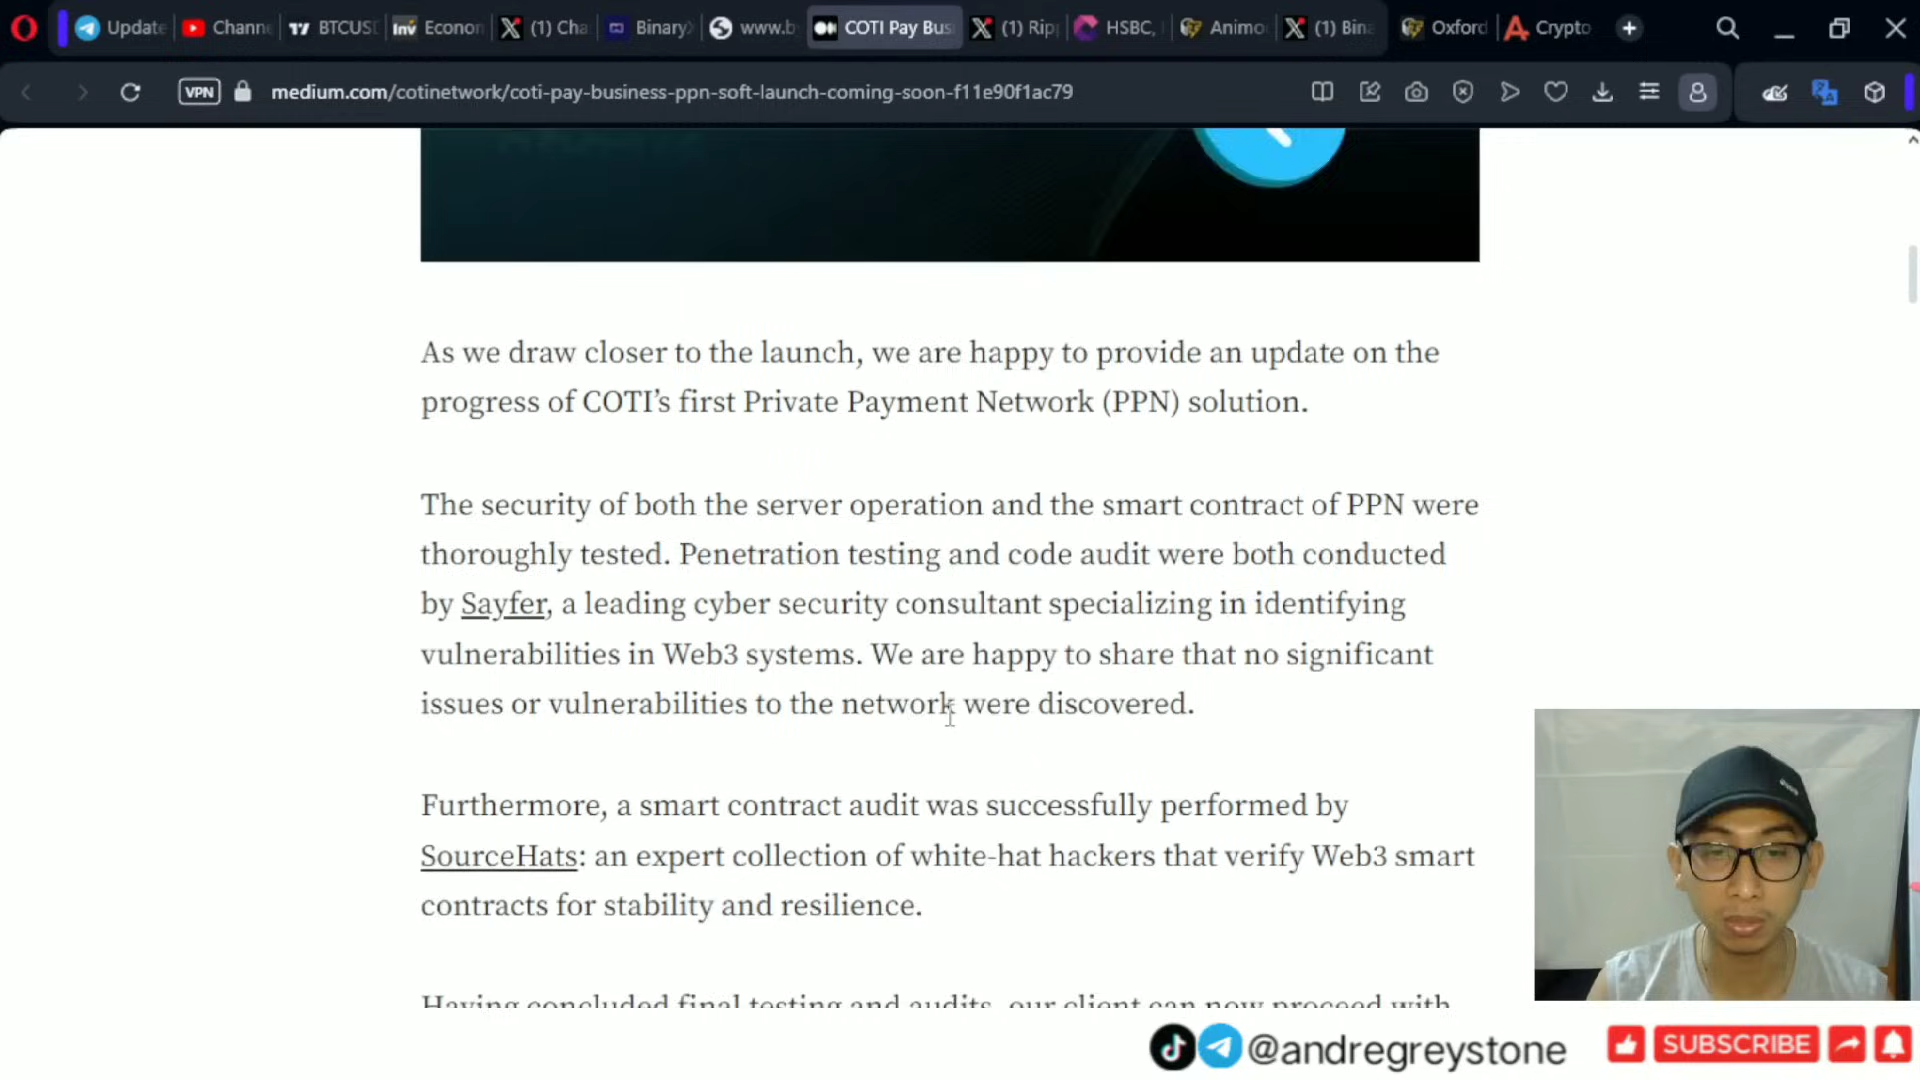 Update
Channe
BTCUSD
Inv Econon
(1) Cha
BinaryX
www.b
COTI Pay Bus
(1) Ripp
HSBC,
Animo
(1) Bina
Oxford
Crypto
VPN
medium.com/cotinetwork/coti-pay-business-ppn-soft-launch-coming-soon-f11e90f1ac79
As we draw closer to the launch, we are happy to provide an update on the
progress of COTI’s first Private Payment Network (PPN) solution.
The security of both the server operation and the smart contract of PPN were
thoroughly tested. Penetration testing and code audit were both conducted
by Sayfer, a leading cyber security consultant specializing in identifying
vulnerabilities in Web3 systems. We are happy to share that no significant
issues or vulnerabilities to the network were discovered.
Furthermore, a smart contract audit was successfully performed by
SourceHats: an expert collection of white-hat hackers that verify Web3 smart
contracts for stability and resilience.
Having concluded final testing and audits, our client can now proceed with
@andregreystone
SUBSCRIBE